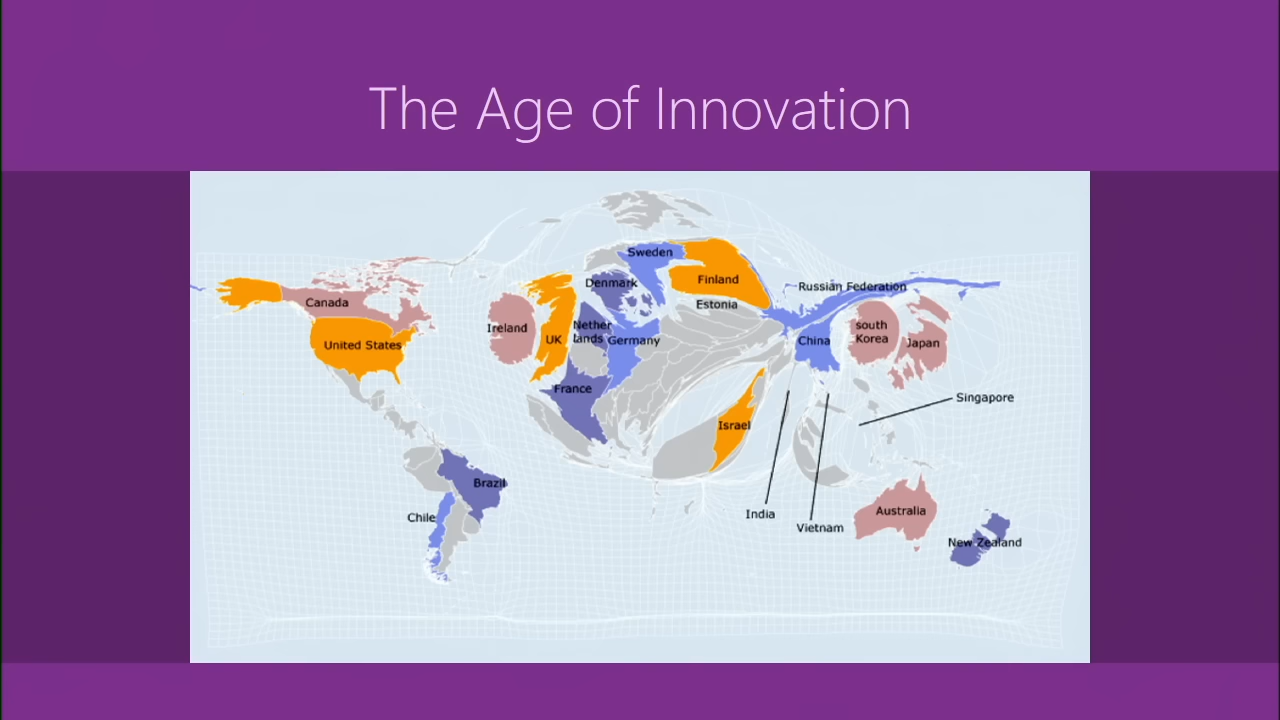 The Age of Innovation
Sweden
Finland
Denmark
Russian Federation
Canada
Estonia
Ireland
UK
Nether
lands
Germany
United States
China
south
Korea
Japan
France
Singapore
Israel
Brazil
India
Vietnam
Chile
Australia
New Zealand